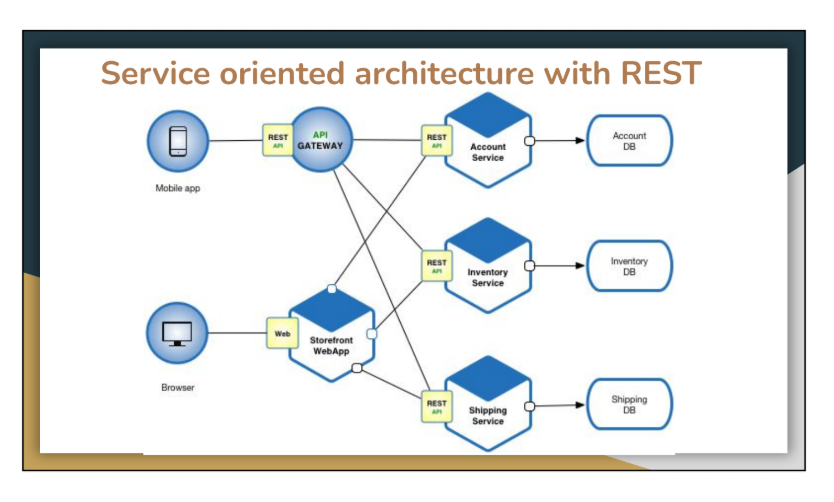 Service oriented architecture with REST
REST
API
API
GATEWAY
REST
API
Account
Service
Account
DB
Mobile app
REST
API
Inventory
Service
Inventory
DB
Web
Storefront
WebApp
Browser
REST
API
Shipping
Service
Shipping
DB